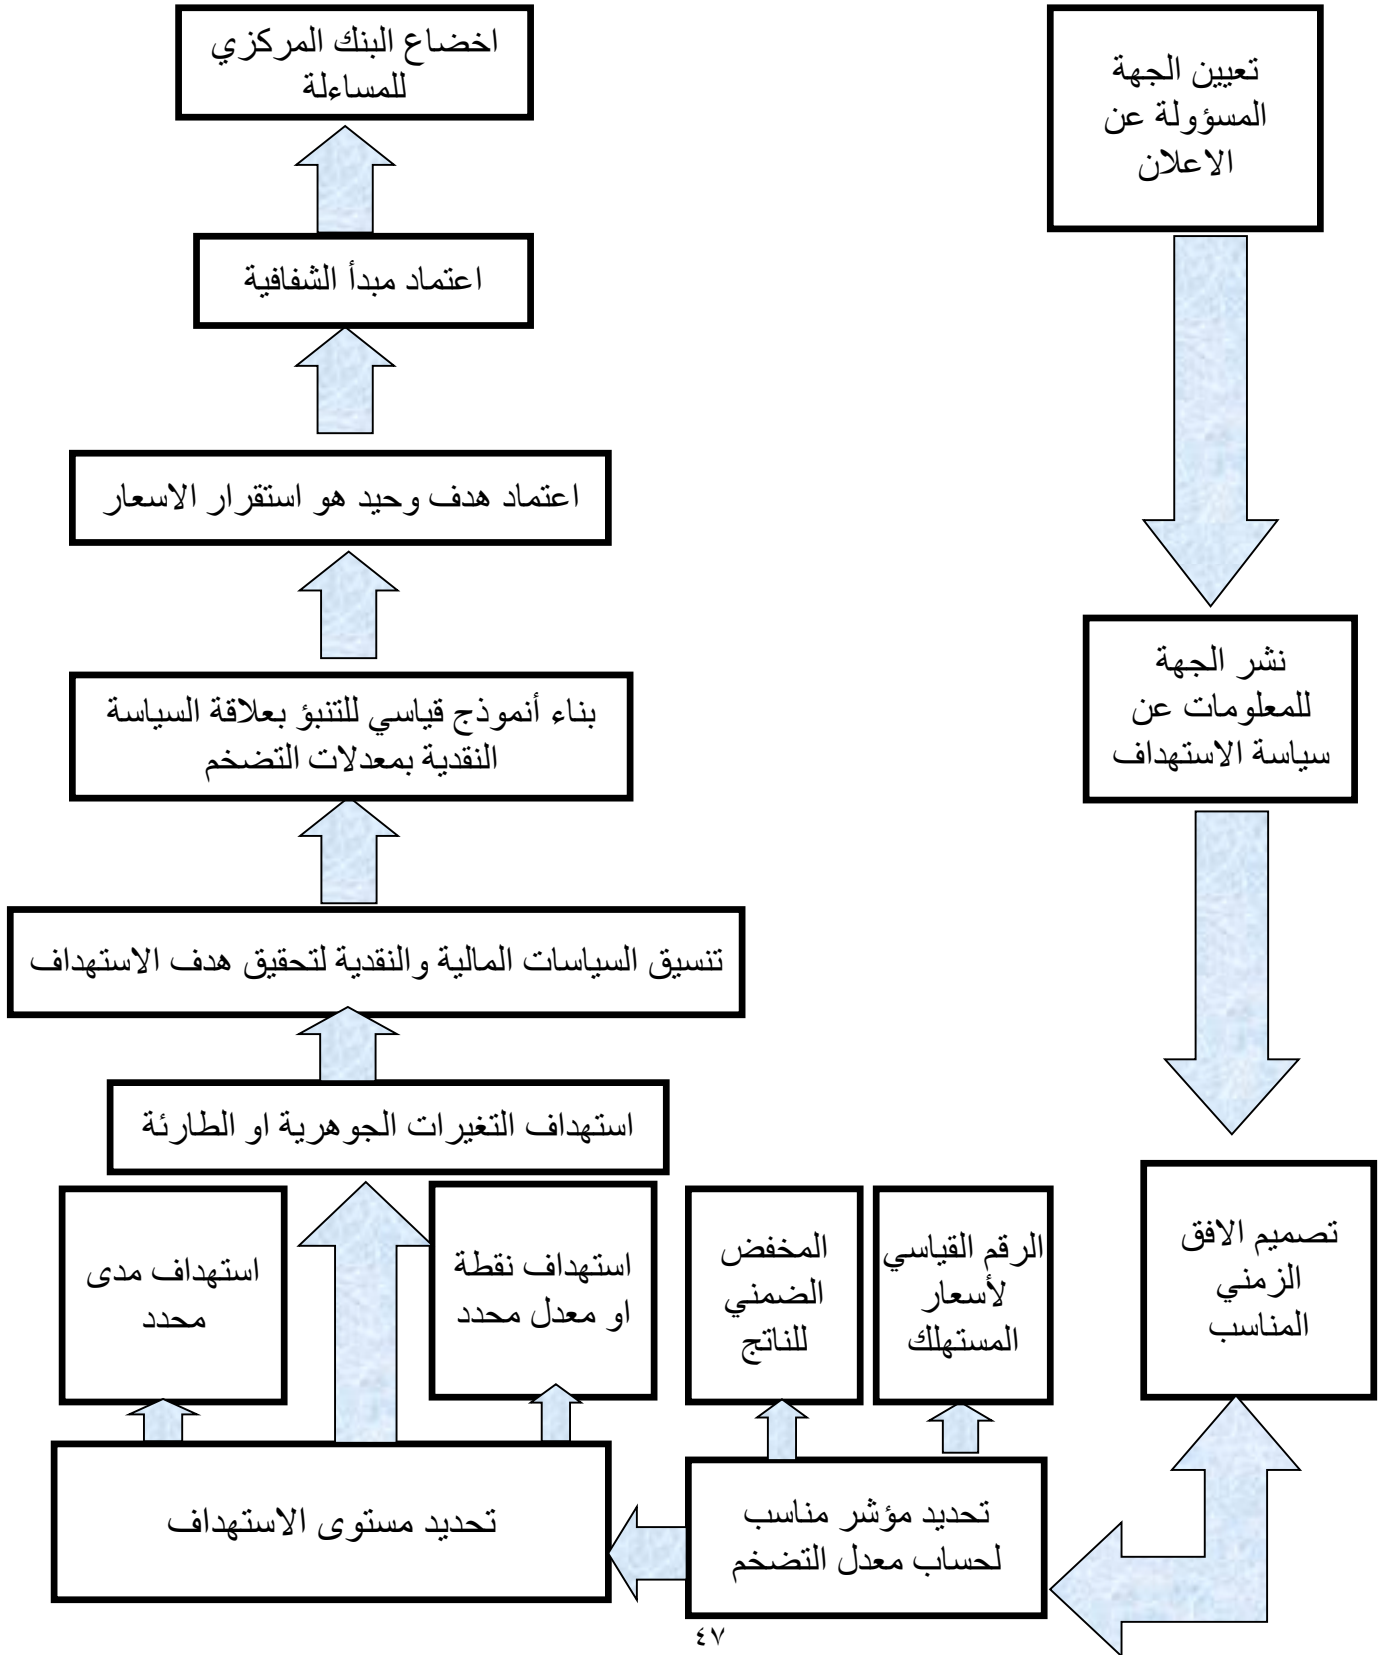 تعيين الجهة
المسؤولة عن
الاعلان
نشر الجهة
للمعلومات عن
سياسة الاستهداف
تصميم الافق
الزمني
المناسب
تحديد مؤشر مناسب
لحساب معدل التضخم
الرقم القياسي
لأسعار
المستهلك
المخفض
الضمني
للناتج
تحديد مستوى الاستهداف
استهداف نقطة
او معدل محدد
استهداف مدى
محدد
استهداف التغيرات الجوهرية او الطارئة
تنسيق السياسات المالية والنقدية لتحقيق هدف الاستهداف
بناء أنموذج قياسي للتنبؤ بعلاقة السياسة
النقدية بمعدلات التضخم
اعتماد هدف وحيد هو استقرار الاسعار
اعتماد مبدأ الشفافية
اخضاع البنك المركزي
للمساءلة
٤٧